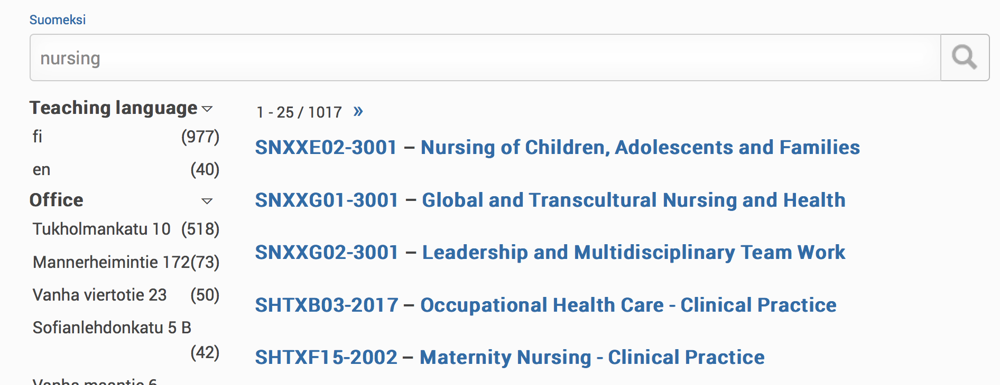 Suomeksi
nursing
Teaching language
fi (977)
en (40)
Office
Tukholmankatu 10 (518)
Mannerheimintie 172(73)
Vanha viertotie 23 (50)
Sofianlehdonkatu 5 B
(42)
Vanha maantie 6
1 - 25 / 1017 »
SNXXE02-3001 – Nursing of Children, Adolescents and Families
SNXXG01-3001 – Global and Transcultural Nursing and Health
SNXXG02-3001 – Leadership and Multidisciplinary Team Work
SHTXB03-2017 – Occupational Health Care - Clinical Practice
SHTXF15-2002 – Maternity Nursing - Clinical Practice